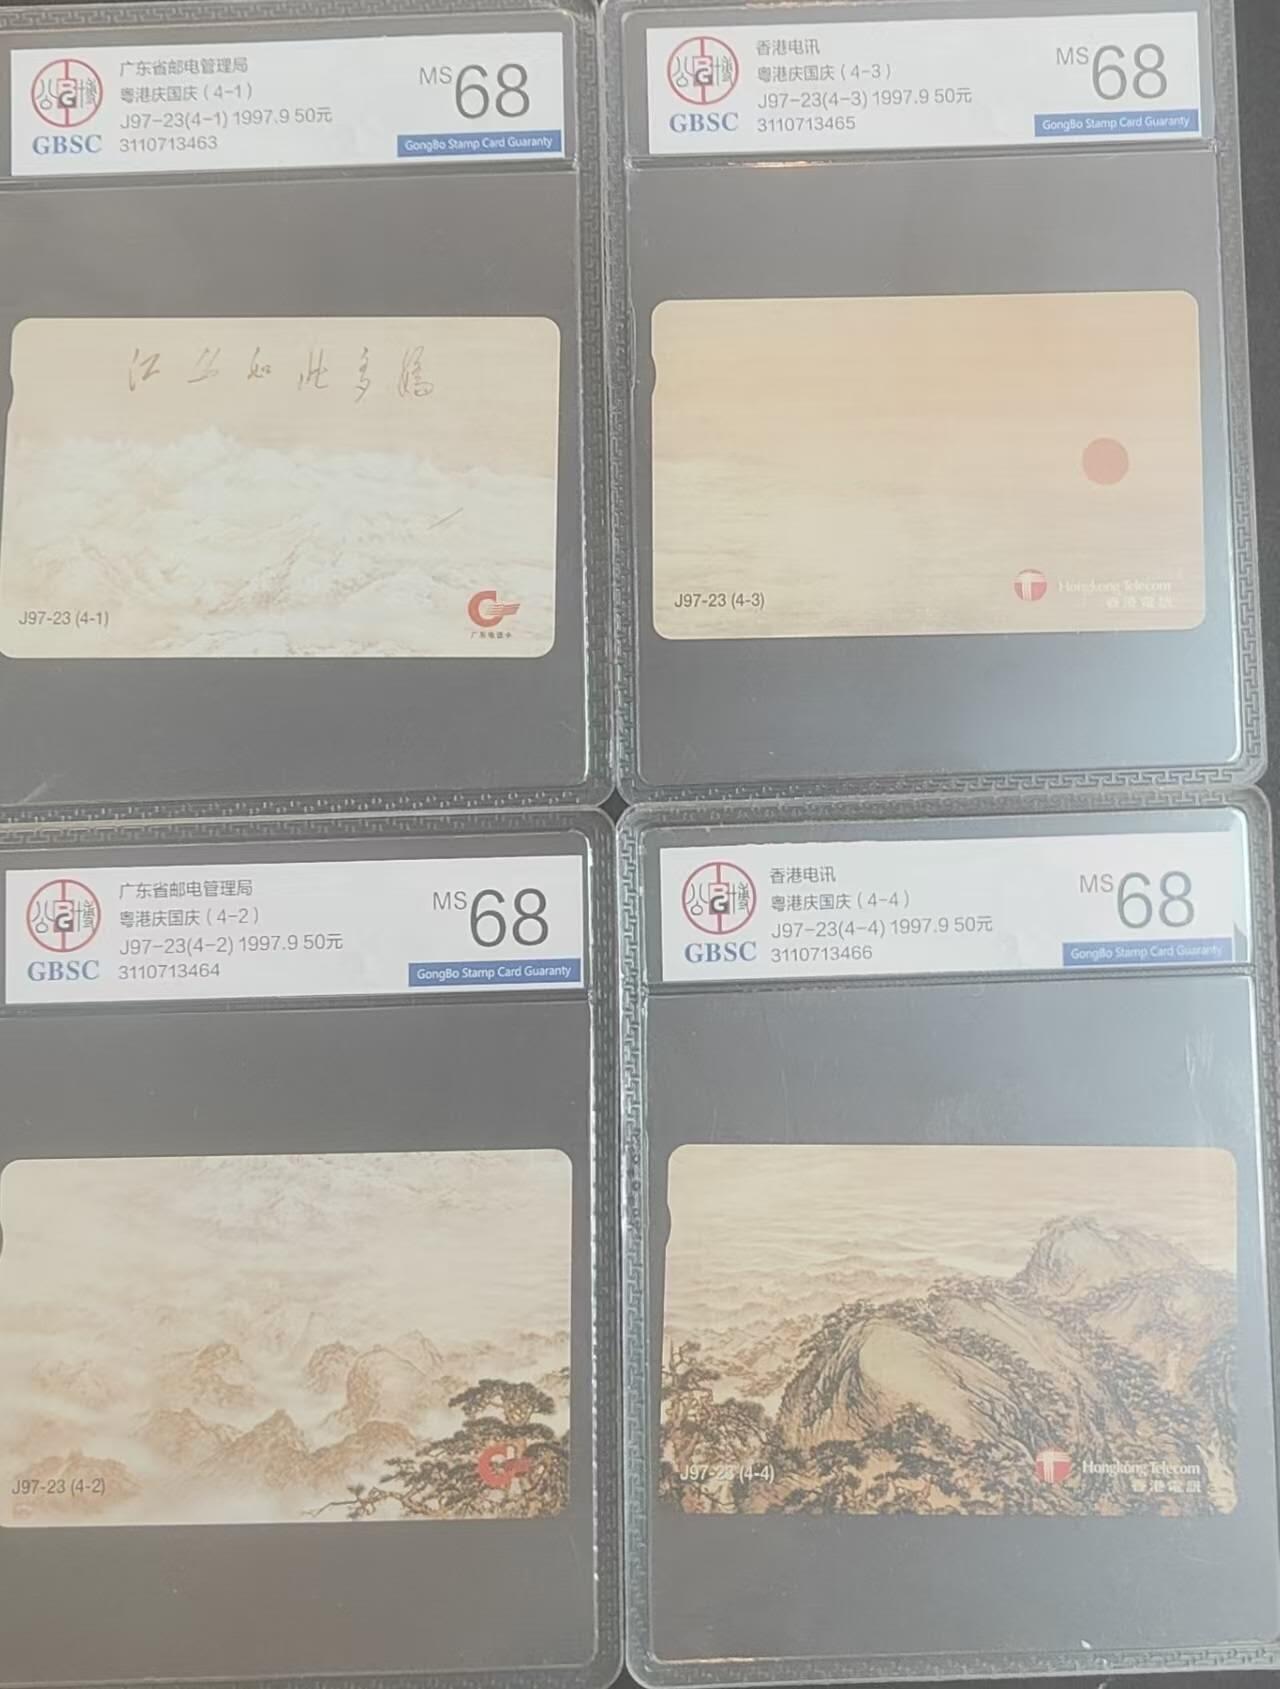 广东省邮电管理局
粤港庆国庆（4-1）
J97-23(4-1) 1997.9 50元
3110713463
GBSC
MS 68
GongBo Stamp Card Guaranty
江山如此多娇
J97-23 (4-1)
广东电话卡
香港电讯
粤港庆国庆（4-3）
J97-23(4-3) 1997.9 50元
3110713465
GBSC
MS 68
GongBo Stamp Card Guaranty
J97-23 (4-3)
Hongkong Telecom
香港電訊
广东省邮电管理局
粤港庆国庆（4-2）
J97-23(4-2) 1997.9 50元
3110713464
GBSC
MS 68
GongBo Stamp Card Guaranty
J97-23 (4-2)
香港电讯
粤港庆国庆（4-4）
J97-23(4-4) 1997.9 50元
3110713466
GBSC
MS 68
GongBo Stamp Card Guaranty
J97-23 (4-4)
Hongkong Telecom
香港電訊